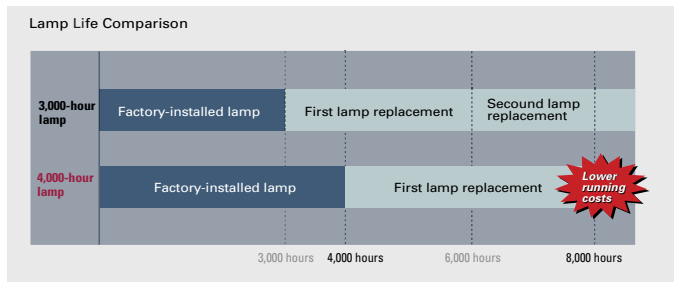 Lamp Life Comparison
3,000-hour
lamp
Factory-installed lamp
First lamp replacement
Secound lamp
replacement
4,000-hour
lamp
Factory-installed lamp
First lamp replacement
Lower
running
costs
3,000 hours
4,000 hours
6,000 hours
8,000 hours